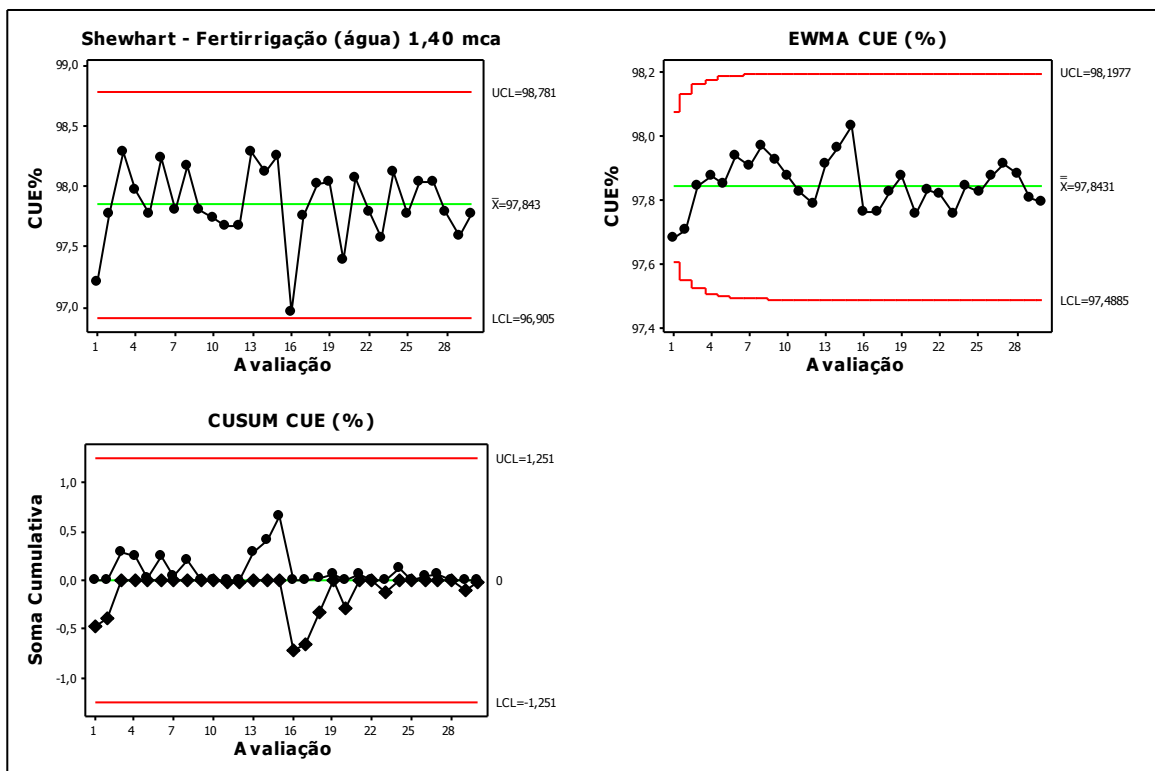 Shewhart - Fertirrigação (água) 1,40 mca
CUE%
99,0
98,5
98,0
97,5
97,0
UCL=98,781
X=97,843
LCL=96,905
1 4 7 10 13 16 19 22 25 28
Avaliação
EWMA CUE (%)
CUE%
98,2
98,0
97,8
97,6
97,4
UCL=98,1977
X=97,8431
LCL=97,4885
1 4 7 10 13 16 19 22 25 28
Avaliação
CUSUM CUE (%)
Soma Cumulativa
1,0
0,5
0,0
-0,5
-1,0
UCL=1,251
0
LCL=-1,251
1 4 7 10 13 16 19 22 25 28
Avaliação